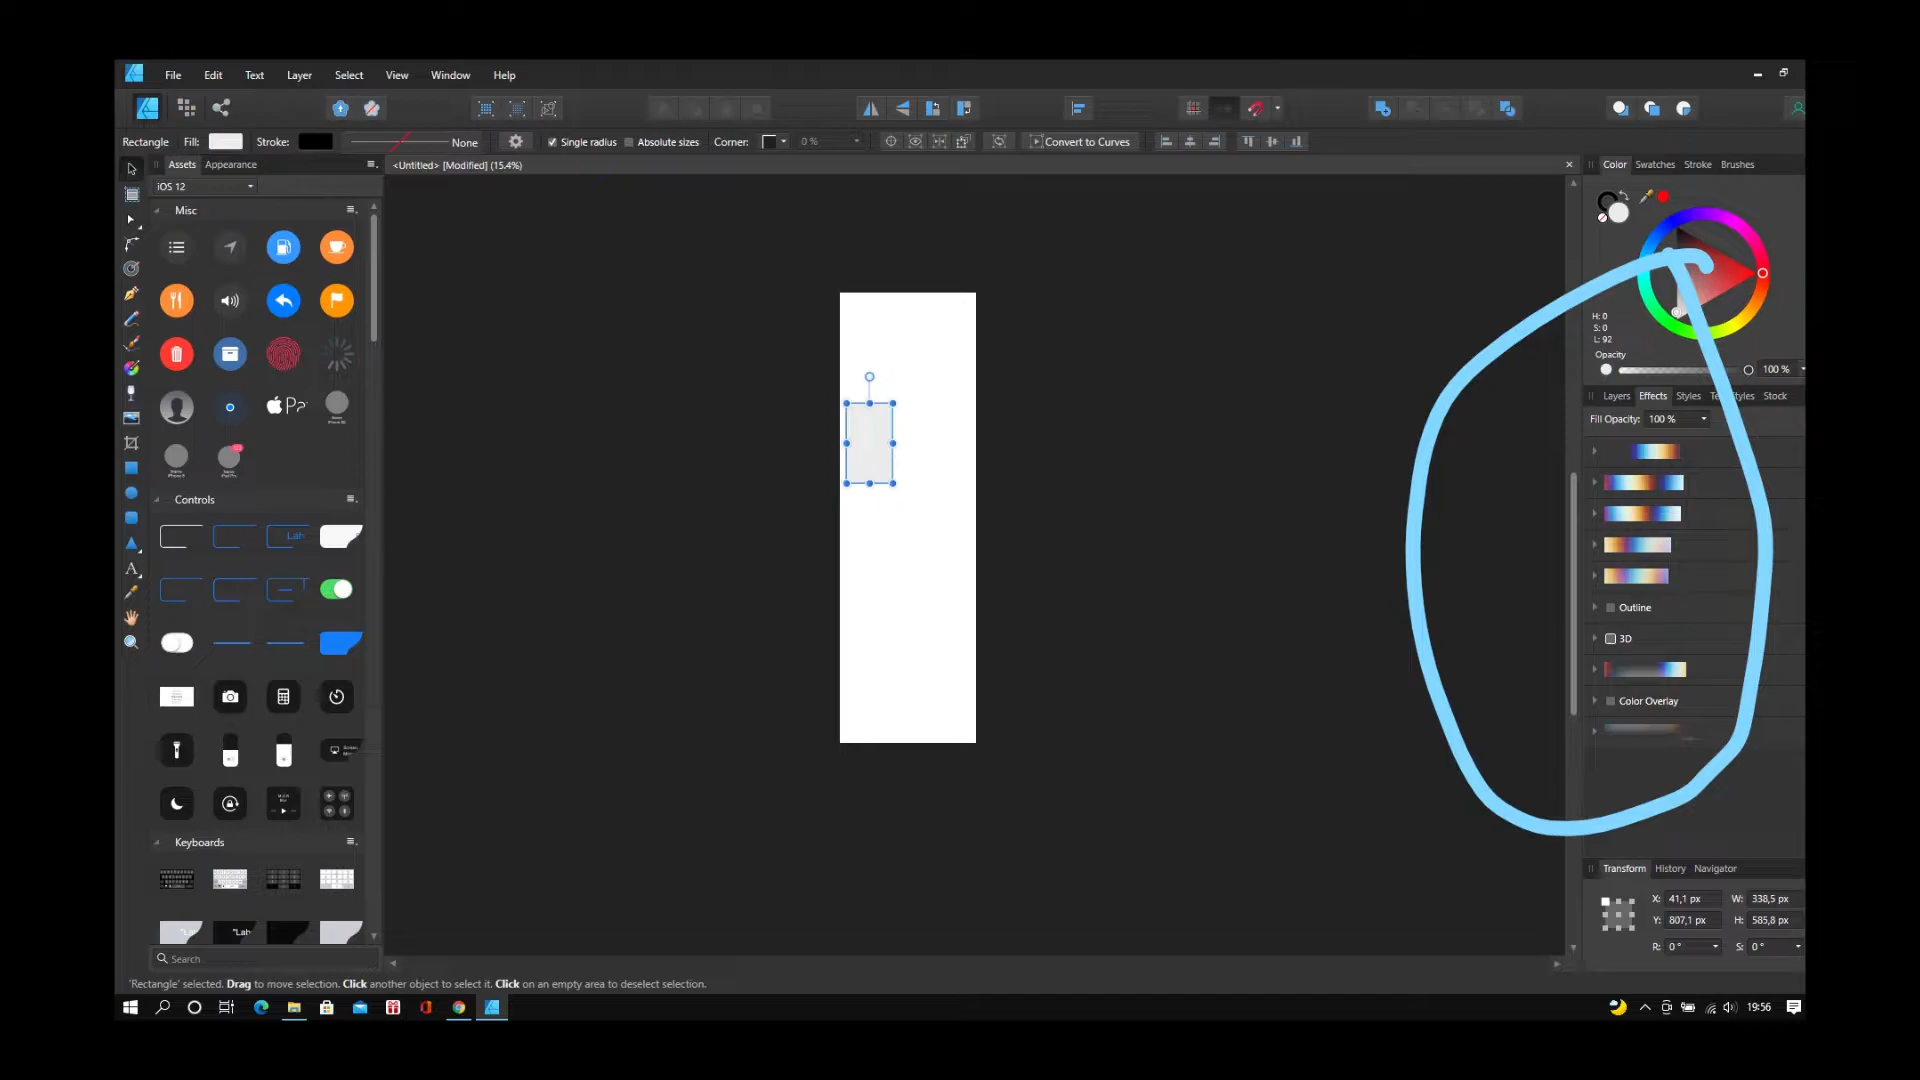 File Edit Text Layer Select View Window Help
Rectangle Fill: Stroke: None Single radius Absolute sizes Corner: 0 % Convert to Curves
Assets Appearance
<Untitled> [Modified] (15.4%)
Color Swatches Stroke Brushes
iOS 12
Misc
H: 0
S: 0
L: 92
Opacity
100 %
Layers Effects Styles Stock
Fill Opacity: 100 %
Controls
Outline
3D
Color Overlay
Keyboards
Transform History Navigator
X: 41,1 px W: 338,5 px
Y: 807,1 px H: 585,8 px
R: 0 ° S: 0 °
Search
'Rectangle' selected. Drag to move selection. Click another object to select it. Click on an empty area to deselect selection.
19:56